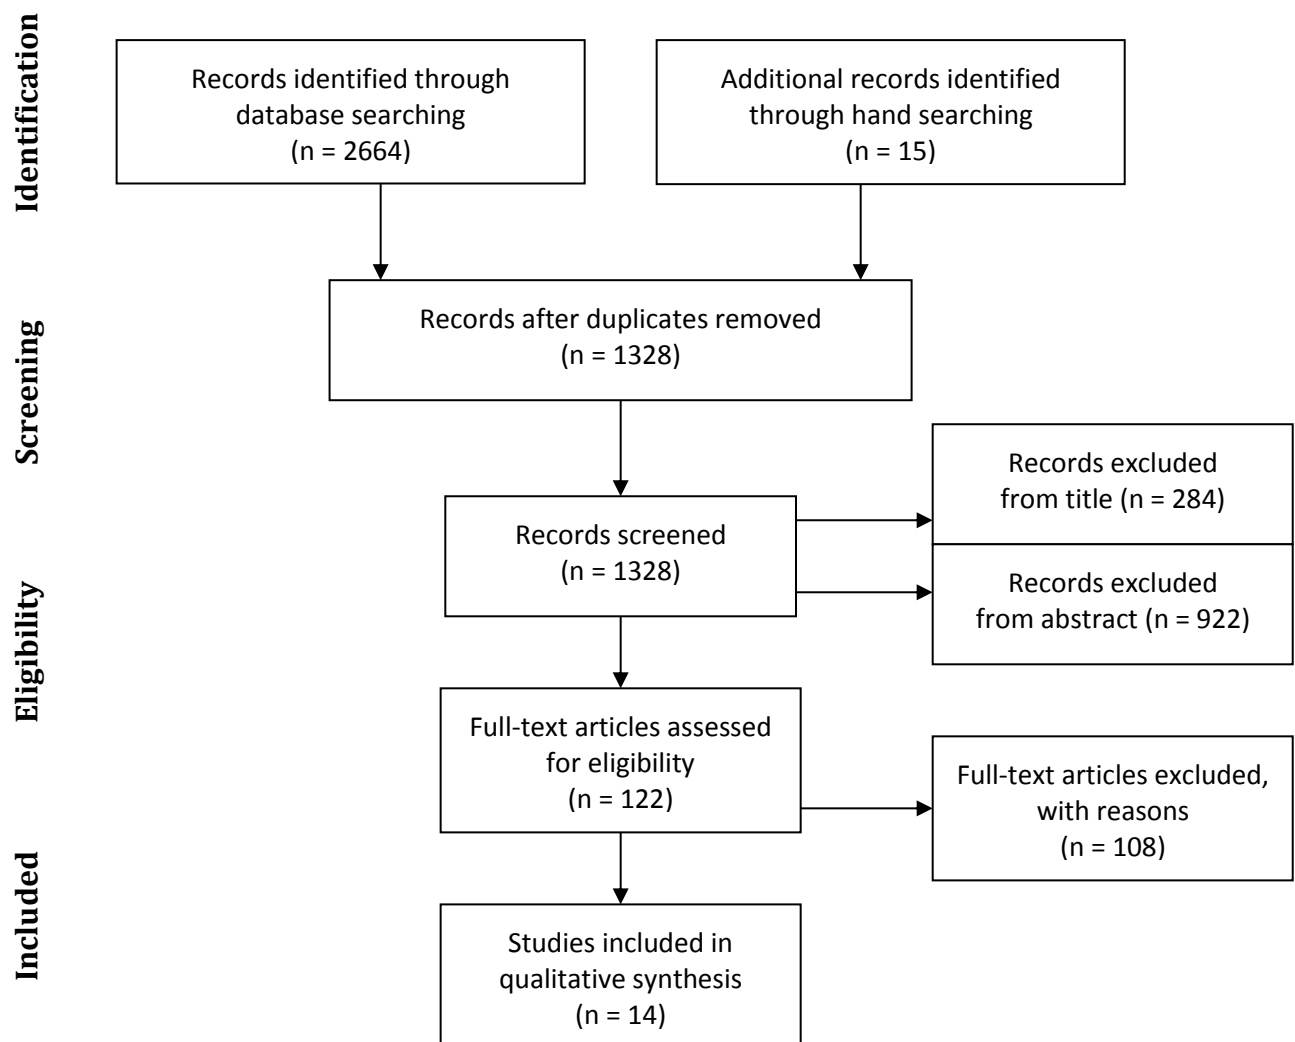 Identification
Records identified through
database searching
(n = 2664)
Additional records identified
through hand searching
(n = 15)
Screening
Records after duplicates removed
(n = 1328)
Records screened
(n = 1328)
Records excluded
from title (n = 284)
Records excluded
from abstract (n = 922)
Eligibility
Full-text articles assessed
for eligibility
(n = 122)
Full-text articles excluded,
with reasons
(n = 108)
Included
Studies included in
qualitative synthesis
(n = 14)